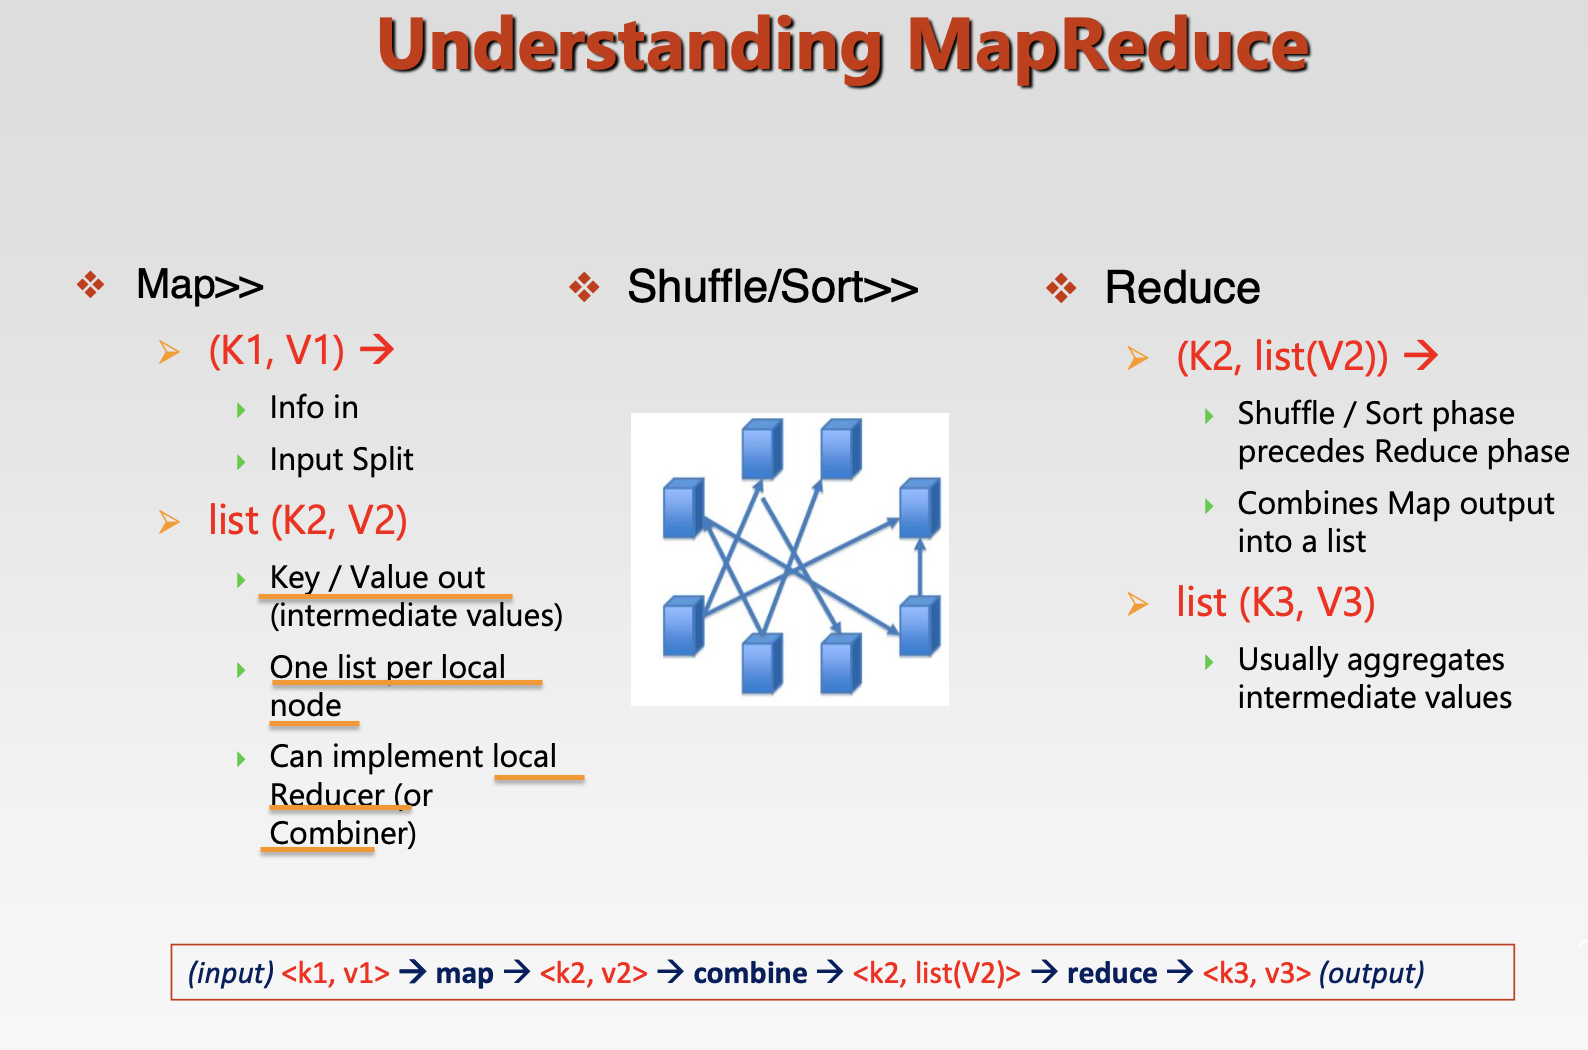 Understanding MapReduce
Map>>
(K1, V1) →
Info in
Input Split
list (K2, V2)
Key / Value out
(intermediate values)
One list per local
node
Can implement local
Reducer (or
Combiner)
Shuffle/Sort>>
Reduce
(K2, list(V2)) →
Shuffle / Sort phase
precedes Reduce phase
Combines Map output
into a list
list (K3, V3)
Usually aggregates
intermediate values
(input) <k1, v1> → map → <k2, v2> → combine → <k2, list(V2)> → reduce → <k3, v3> (output)